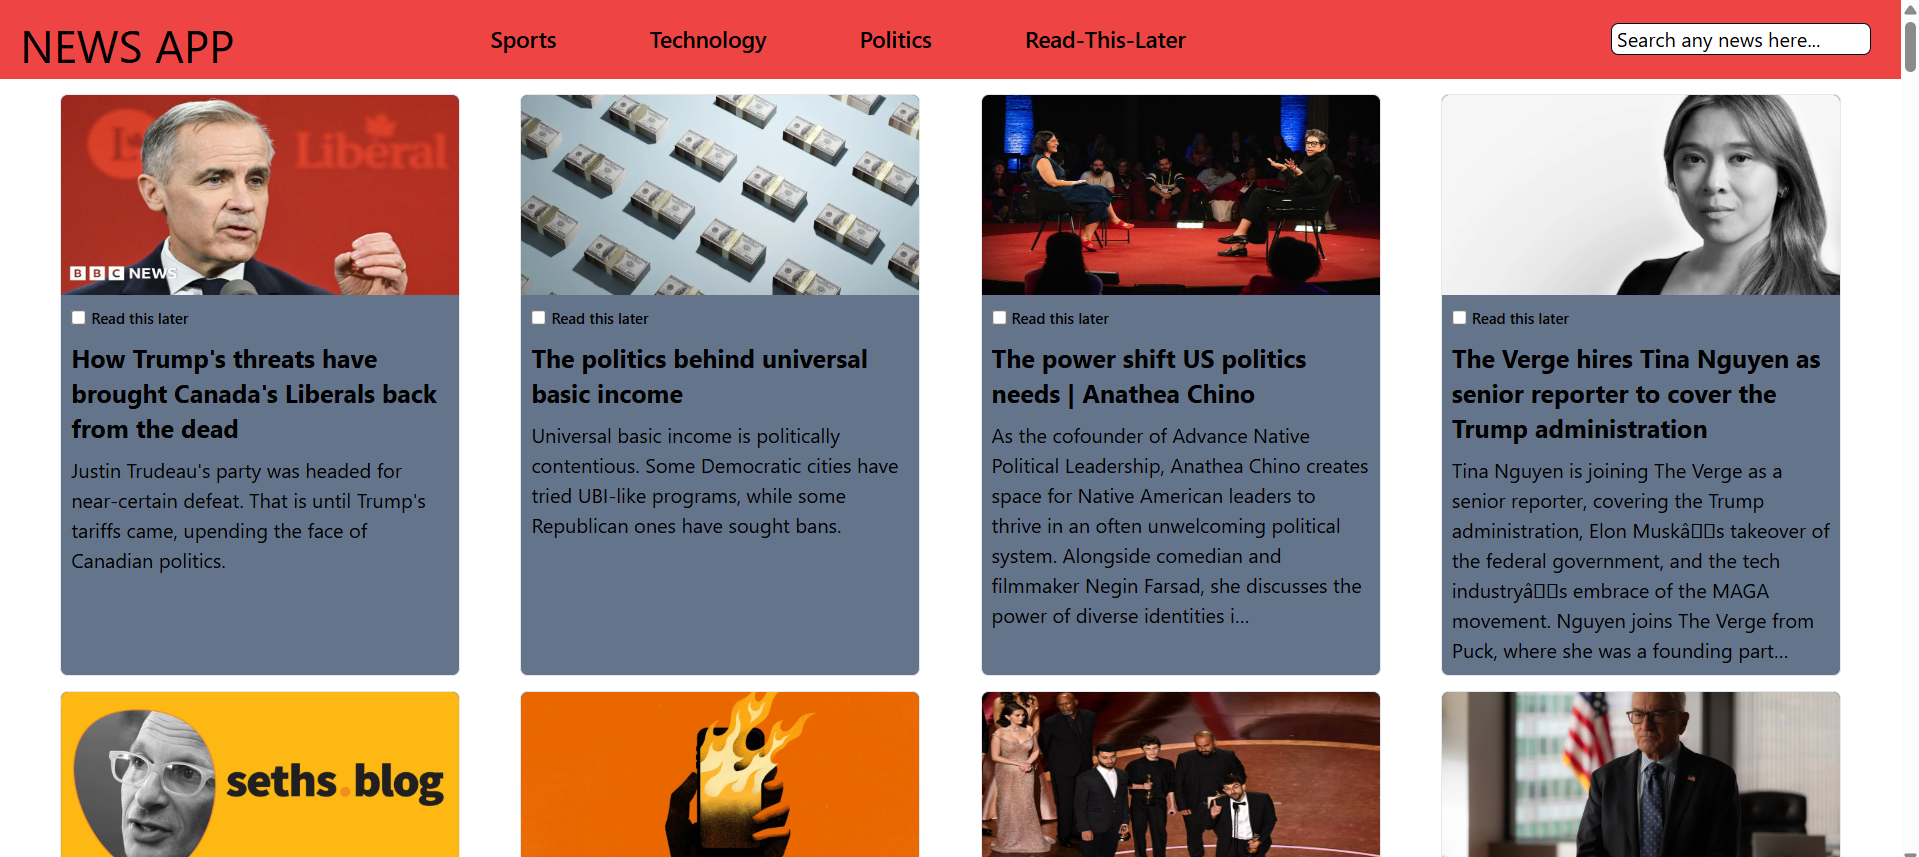 NEWS APP
Sports
Technology
Politics
Read-This-Later
Search any news here...
Liberal
BBC NEWS
Read this later
How Trump's threats have
brought Canada's Liberals back
from the dead
Justin Trudeau's party was headed for
near-certain defeat. That is until Trump's
tariffs came, upending the face of
Canadian politics.
Read this later
The politics behind universal
basic income
Universal basic income is politically
contentious. Some Democratic cities have
tried UBI-like programs, while some
Republican ones have sought bans.
Read this later
The power shift US politics
needs | Anathea Chino
As the cofounder of Advance Native
Political Leadership, Anathea Chino creates
space for Native American leaders to
thrive in an often unwelcoming political
system. Alongside comedian and
filmmaker Negin Farsad, she discusses the
power of diverse identities i...
Read this later
The Verge hires Tina Nguyen as
senior reporter to cover the
Trump administration
Tina Nguyen is joining The Verge as a
senior reporter, covering the Trump
administration, Elon Muskâ▯▯s takeover of
the federal government, and the tech
industryâ▯▯s embrace of the MAGA
movement. Nguyen joins The Verge from
Puck, where she was a founding part...
seths.blog